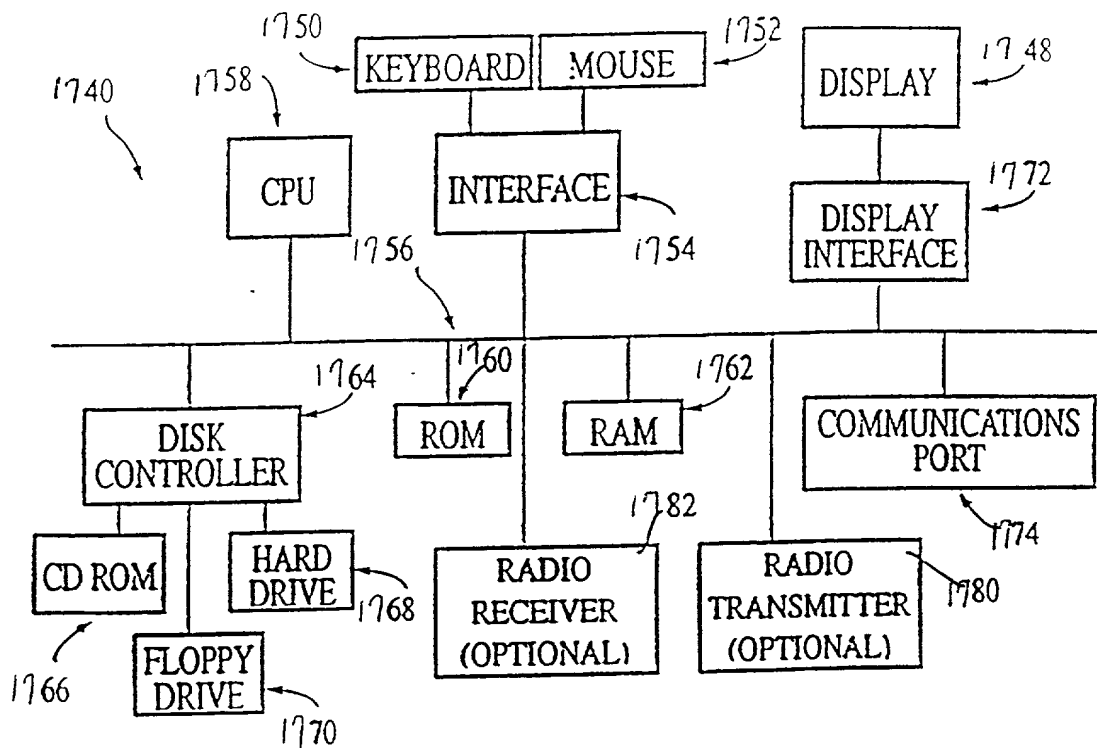 1750
KEYBOARD
MOUSE
1752
1740
1758
DISPLAY
1748
CPU
INTERFACE
1754
DISPLAY
INTERFACE
1772
1756
1764
DISK
CONTROLLER
1760
ROM
1762
RAM
COMMUNICATIONS
PORT
1774
CD ROM
1766
HARD
DRIVE
1768
FLOPPY
DRIVE
1770
1782
RADIO
RECEIVER
(OPTIONAL)
RADIO
TRANSMITTER
(OPTIONAL)
1780